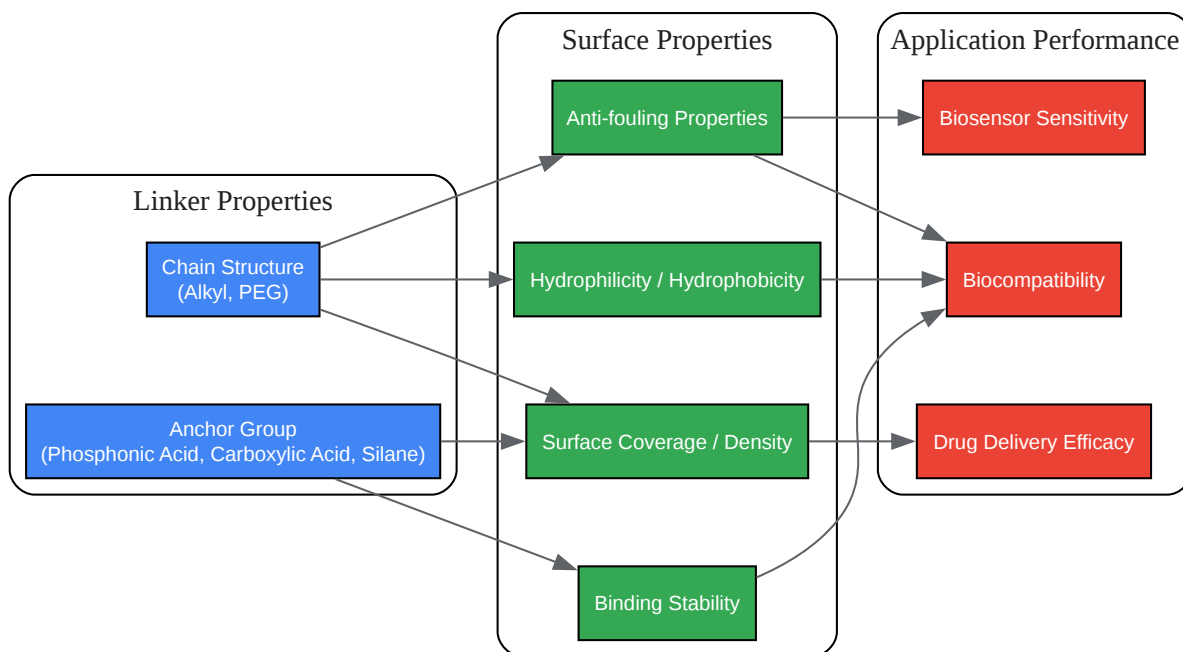 Linker Properties
Chain Structure
(Alkyl, PEG)
Anchor Group
(Phosphonic Acid, Carboxylic Acid, Silane)
Surface Properties
Anti-fouling Properties
Hydrophilicity / Hydrophobicity
Surface Coverage / Density
Binding Stability
Application Performance
Biosensor Sensitivity
Biocompatibility
Drug Delivery Efficacy